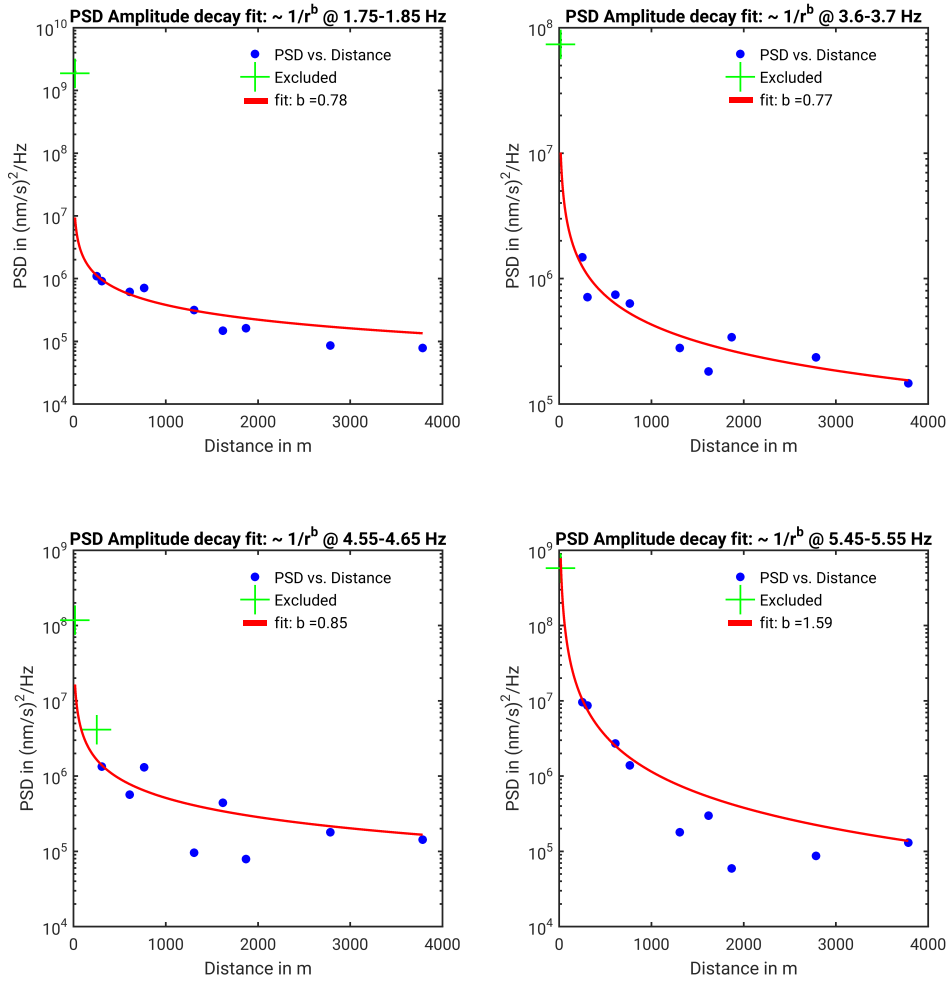 PSD Amplitude decay fit: ~ 1/r^b @ 1.75-1.85 Hz
PSD in (nm/s)^2/Hz
10^10
10^9
10^8
10^7
10^6
10^5
10^4
PSD vs. Distance
Excluded
fit: b =0.78
0 1000 2000 3000 4000
Distance in m
PSD Amplitude decay fit: ~ 1/r^b @ 3.6-3.7 Hz
PSD in (nm/s)^2/Hz
10^8
10^7
10^6
10^5
PSD vs. Distance
Excluded
fit: b =0.77
0 1000 2000 3000 4000
Distance in m
PSD Amplitude decay fit: ~ 1/r^b @ 4.55-4.65 Hz
PSD in (nm/s)^2/Hz
10^9
10^8
10^7
10^6
10^5
10^4
PSD vs. Distance
Excluded
fit: b =0.85
0 1000 2000 3000 4000
Distance in m
PSD Amplitude decay fit: ~ 1/r^b @ 5.45-5.55 Hz
PSD in (nm/s)^2/Hz
10^9
10^8
10^7
10^6
10^5
10^4
PSD vs. Distance
Excluded
fit: b =1.59
0 1000 2000 3000 4000
Distance in m